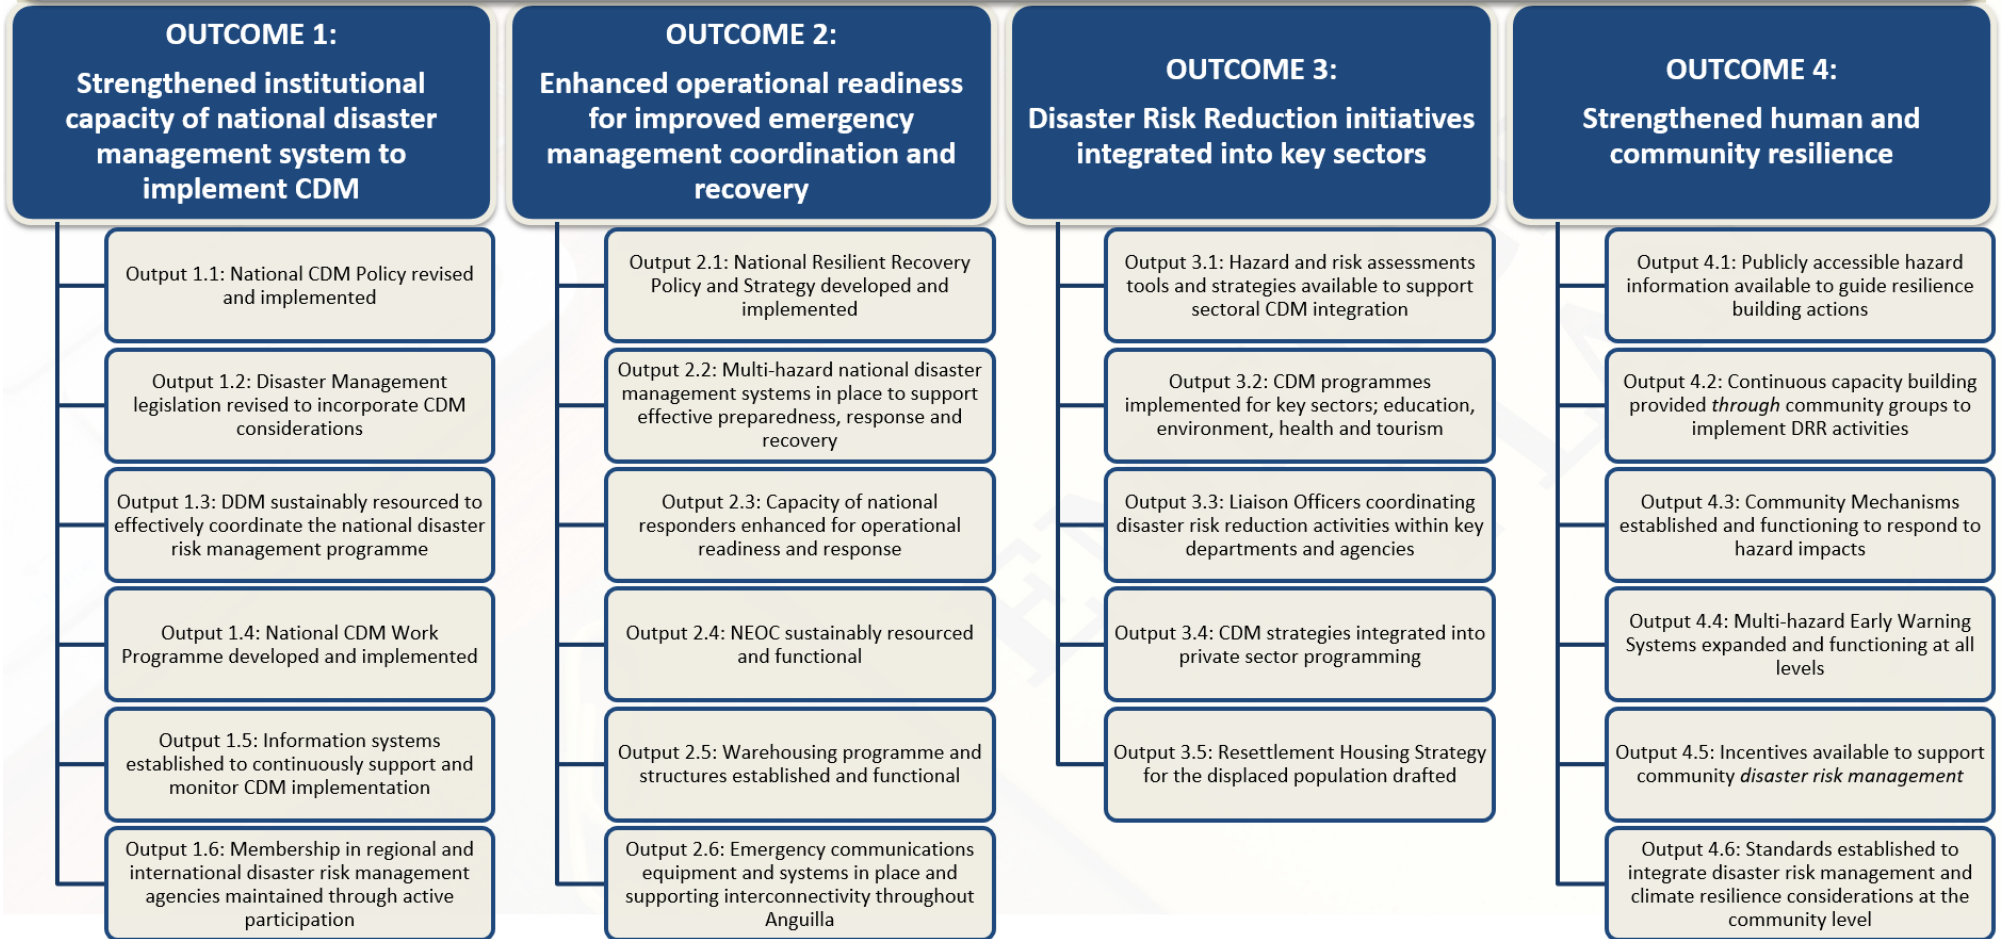 OUTCOME 1:
Strengthened institutional
capacity of national disaster
management system to
implement CDM
Output 1.1: National CDM Policy revised
and implemented
Output 1.2: Disaster Management
legislation revised to incorporate CDM
considerations
Output 1.3: DDM sustainably resourced to
effectively coordinate the national disaster
risk management programme
Output 1.4: National CDM Work
Programme developed and implemented
Output 1.5: Information systems
established to continuously support and
monitor CDM implementation
Output 1.6: Membership in regional and
international disaster risk management
agencies maintained through active
participation
OUTCOME 2:
Enhanced operational readiness
for improved emergency
management coordination and
recovery
Output 2.1: National Resilient Recovery
Policy and Strategy developed and
implemented
Output 2.2: Multi-hazard national disaster
management systems in place to support
effective preparedness, response and
recovery
Output 2.3: Capacity of national
responders enhanced for operational
readiness and response
Output 2.4: NEOC sustainably resourced
and functional
Output 2.5: Warehousing programme and
structures established and functional
Output 2.6: Emergency communications
equipment and systems in place and
supporting interconnectivity throughout
Anguilla
OUTCOME 3:
Disaster Risk Reduction initiatives
integrated into key sectors
Output 3.1: Hazard and risk assessments
tools and strategies available to support
sectoral CDM integration
Output 3.2: CDM programmes
implemented for key sectors; education,
environment, health and tourism
Output 3.3: Liaison Officers coordinating
disaster risk reduction activities within key
departments and agencies
Output 3.4: CDM strategies integrated into
private sector programming
Output 3.5: Resettlement Housing Strategy
for the displaced population drafted
OUTCOME 4:
Strengthened human and
community resilience
Output 4.1: Publicly accessible hazard
information available to guide resilience
building actions
Output 4.2: Continuous capacity building
provided through community groups to
implement DRR activities
Output 4.3: Community Mechanisms
established and functioning to respond to
hazard impacts
Output 4.4: Multi-hazard Early Warning
Systems expanded and functioning at all
levels
Output 4.5: Incentives available to support
community disaster risk management
Output 4.6: Standards established to
integrate disaster risk management and
climate resilience considerations at the
community level